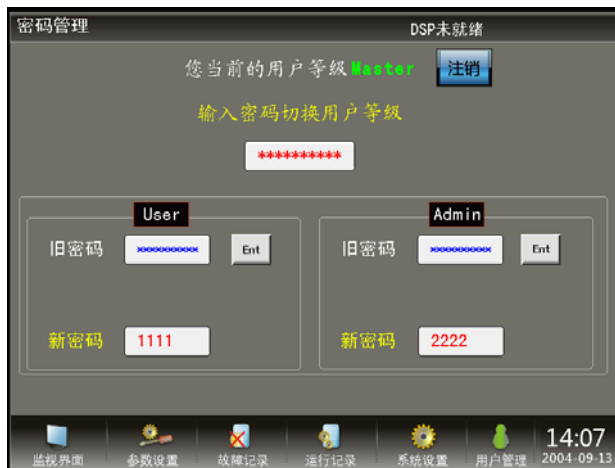 密码管理 DSP未就绪
您当前的用户等级Master 注销
输入密码切换用户等级
**********
User Admin
旧密码 ********** Ent 旧密码 ********** Ent
新密码 1111 新密码 2222
监视界面 参数设置 故障记录 运行记录 系统设置 用户管理 14:07
2004-09-13